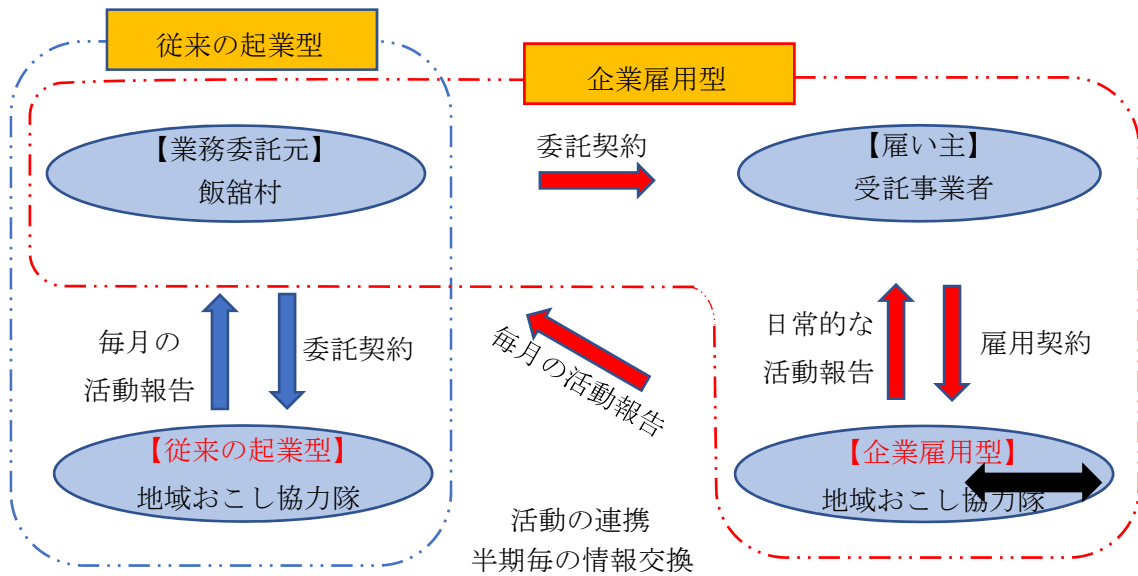 従来の起業型
企業雇用型
【業務委託元】
飯舘村
委託契約
【雇い主】
受託事業者
毎月の
活動報告
委託契約
毎月の活動報告
日常的な
活動報告
雇用契約
【従来の起業型】
地域おこし協力隊
【企業雇用型】
地域おこし協力隊
活動の連携
半期毎の情報交換